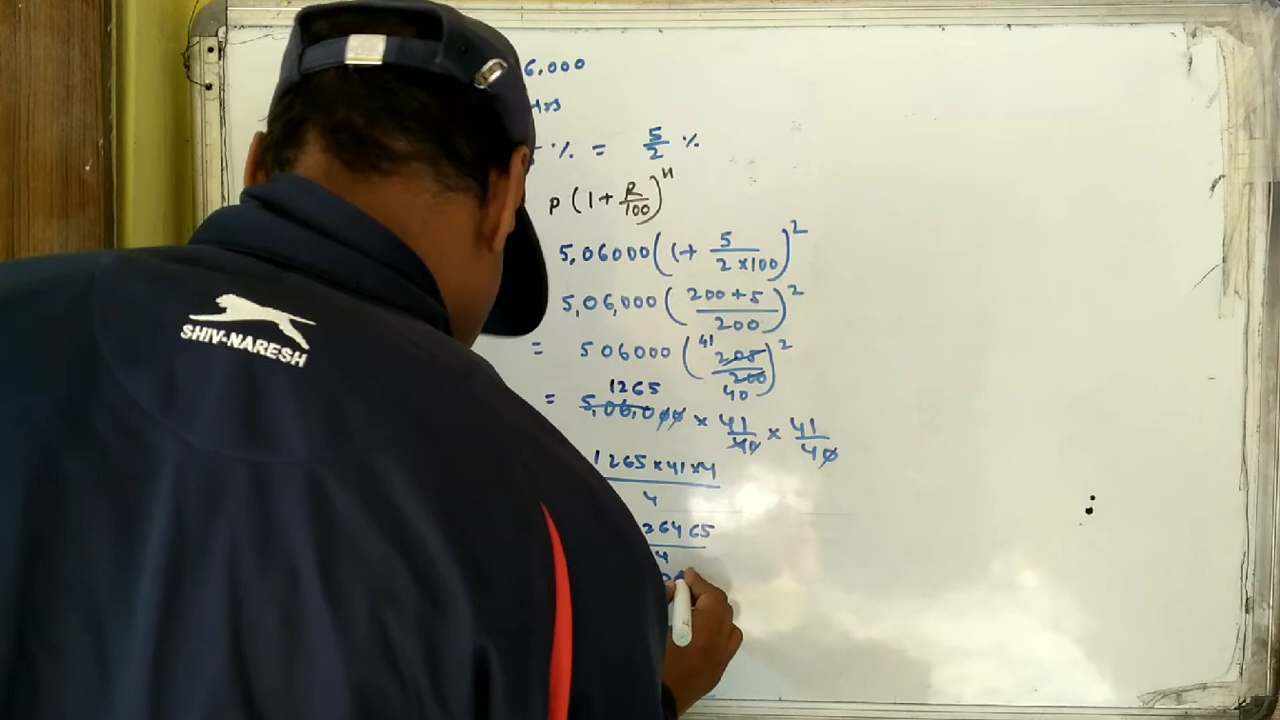 6,000
% = 5/2 %
P(1+R/100)^n
5,06000(1+ 5/2×100)^2
5,06,000(200+5/200)^2
= 506000(41 205/200 40)^2
1265
= 5,06,000 × 41/40 × 41/40
1265×41×4
4
26465
4
SHIV-NARESH